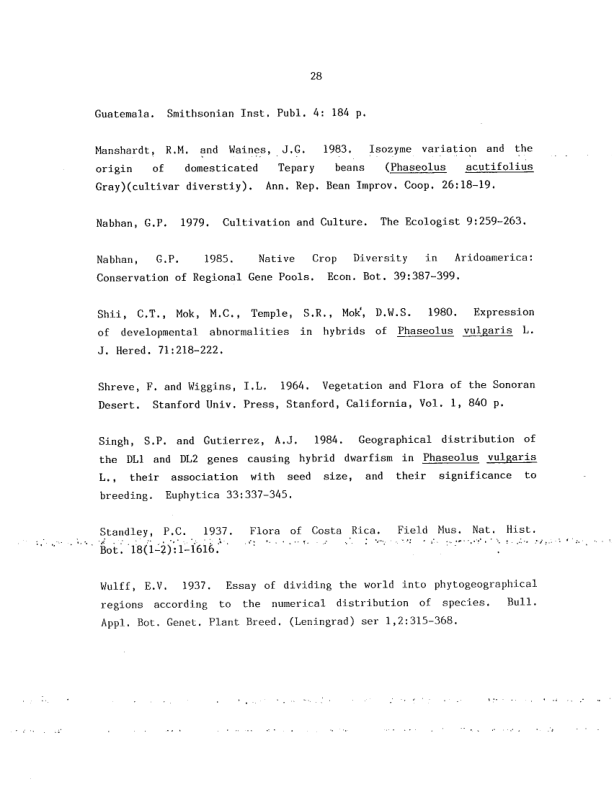 28
Guatemala. Smithsonian Inst. Publ. 4: 184 p.
Manshardt, R.M. and Waines, J.G. 1983. Isozyme variation and the
origin of domesticated Tepary beans (Phaseolus acutifolius
Gray)(cultivar diverstiy). Ann. Rep. Bean Improv. Coop. 26:18-19.
Nabhan, G.P. 1979. Cultivation and Culture. The Ecologist 9:259-263.
Nabhan, G.P. 1985. Native Crop Diversity in Aridoamerica:
Conservation of Regional Gene Pools. Econ. Bot. 39:387-399.
Shii, C.T., Mok, M.C., Temple, S.R., Mok, D.W.S. 1980. Expression
of developmental abnormalities in hybrids of Phaseolus vulgaris L.
J. Hered. 71:218-222.
Shreve, F. and Wiggins, I.L. 1964. Vegetation and Flora of the Sonoran
Desert. Stanford Univ. Press, Stanford, California, Vol. 1, 840 p.
Singh, S.P. and Gutierrez, A.J. 1984. Geographical distribution of
the DL1 and DL2 genes causing hybrid dwarfism in Phaseolus vulgaris
L., their association with seed size, and their significance to
breeding. Euphytica 33:337-345.
Standley, P.C. 1937. Flora of Costa Rica. Field Mus. Nat. Hist.
Bot. 18(1-2):1-1616.
Wulff, E.V. 1937. Essay of dividing the world into phytogeographical
regions according to the numerical distribution of species. Bull.
Appl. Bot. Genet. Plant Breed. (Leningrad) ser 1,2:315-368.